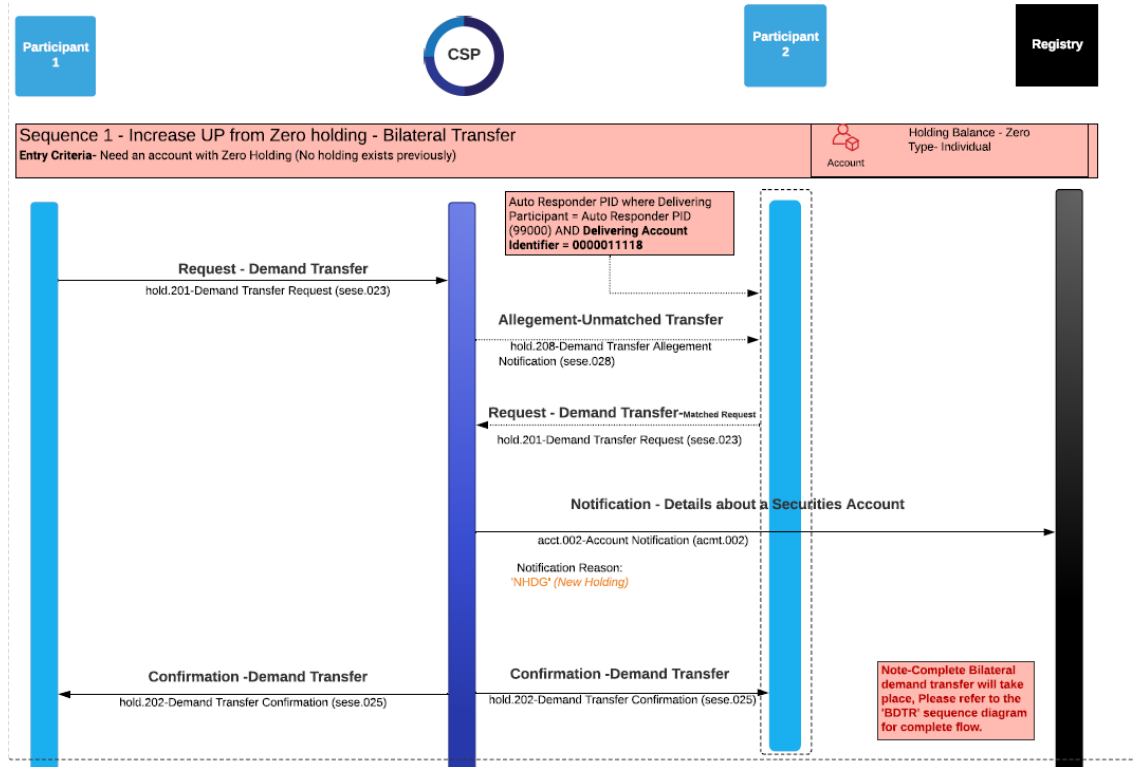 Participant
1
CSP
Participant
2
Registry
Sequence 1 - Increase UP from Zero holding - Bilateral Transfer
Entry Criteria- Need an account with Zero Holding (No holding exists previously)
Account
Holding Balance - Zero
Type- Individual
Auto Responder PID where Delivering
Participant = Auto Responder PID
(99000) AND Delivering Account
Identifier = 0000011118
Request - Demand Transfer
hold.201-Demand Transfer Request (sese.023)
Allegement-Unmatched Transfer
hold.208-Demand Transfer Allegement
Notification (sese.028)
Request - Demand Transfer-Matched Request
hold.201-Demand Transfer Request (sese.023)
Notification - Details about a Securities Account
acct.002-Account Notification (acmt.002)
Notification Reason:
'NHDG' (New Holding)
Confirmation -Demand Transfer
hold.202-Demand Transfer Confirmation (sese.025)
Confirmation -Demand Transfer
hold.202-Demand Transfer Confirmation (sese.025)
Note-Complete Bilateral
demand transfer will take
place, Please refer to the
'BDTR' sequence diagram
for complete flow.